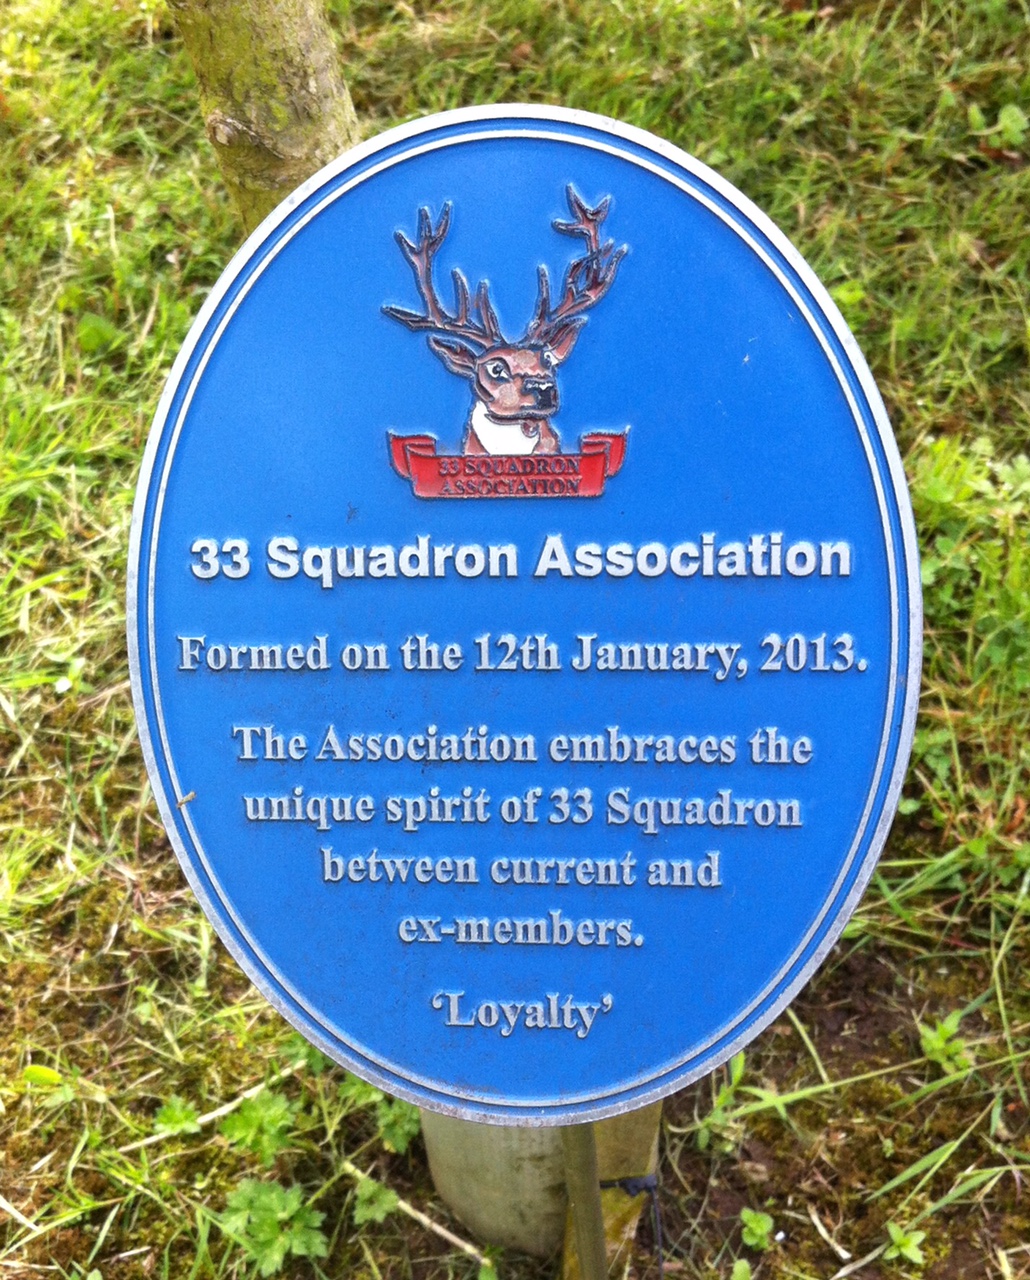 33 SQUADRON
ASSOCIATION
33 Squadron Association
Formed on the 12th January, 2013.
The Association embraces the
unique spirit of 33 Squadron
between current and
ex-members.
‘Loyalty’